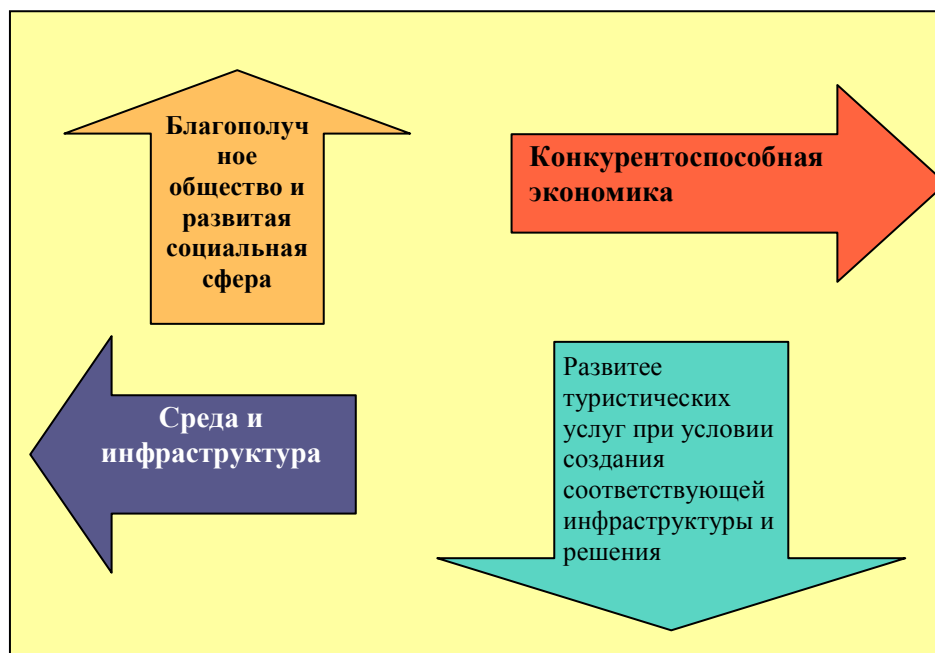 Благополуч
ное
общество и
развитая
социальная
сфера
Конкурентоспособная
экономика
Среда и
инфраструктура
Развитее
туристических
услуг при условии
создания
соответствующей
инфраструктуры и
решения